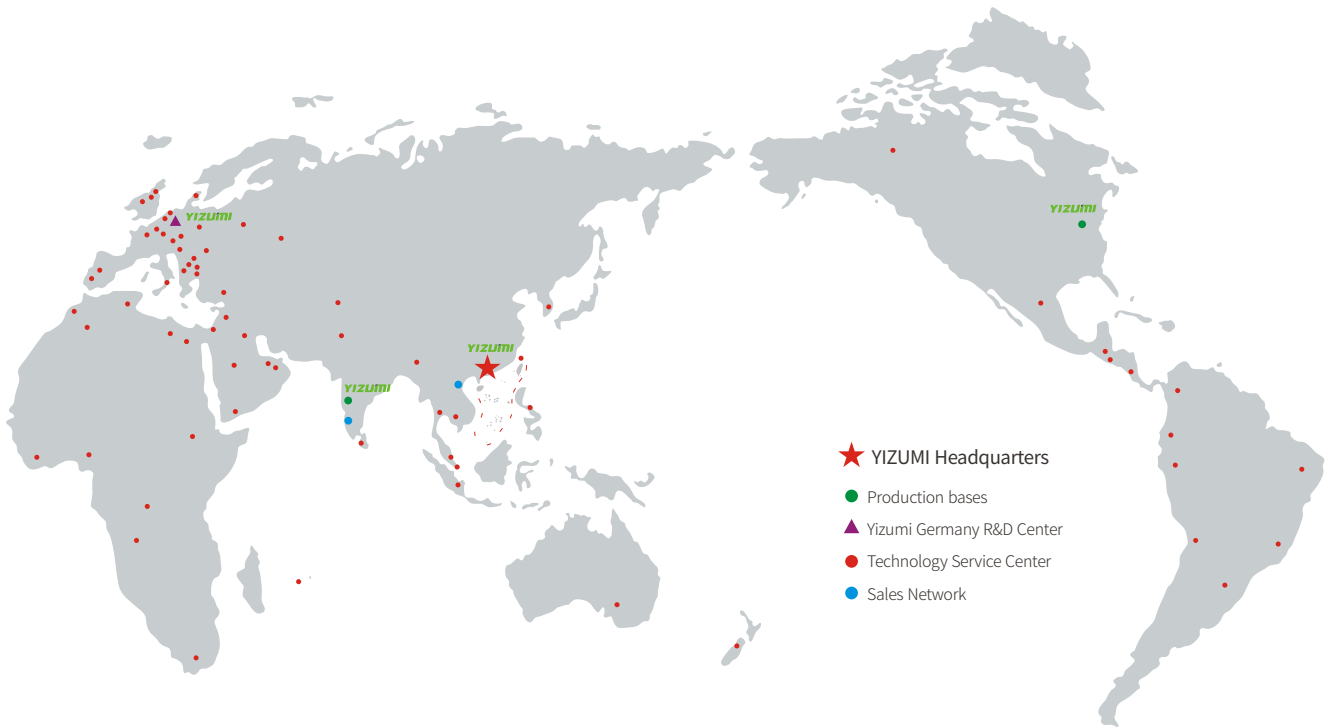 YIZUMI
YIZUMI
YIZUMI
YIZUMI
YIZUMI Headquarters
Production bases
Yizumi Germany R&D Center
Technology Service Center
Sales Network